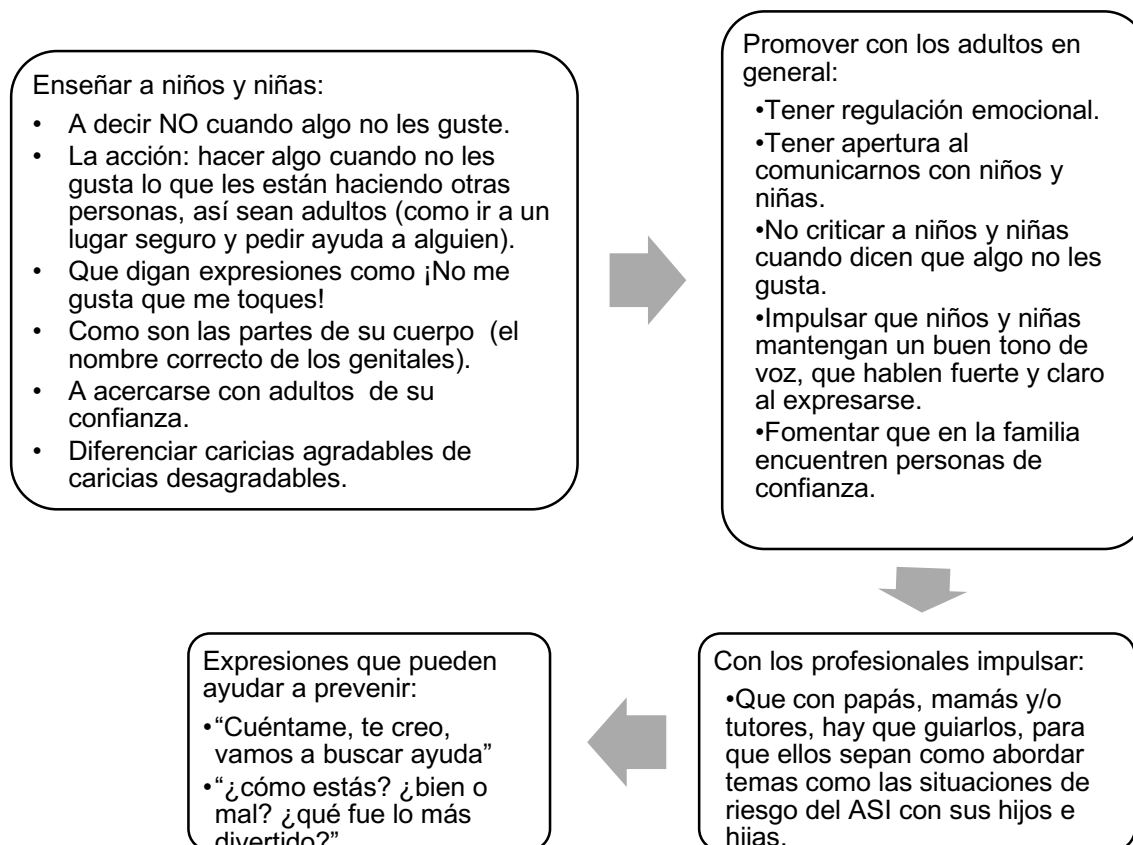 Enseñar a niños y niñas:
• A decir NO cuando algo no les guste.
• La acción: hacer algo cuando no les
gusta lo que les están haciendo otras
personas, así sean adultos (como ir a un
lugar seguro y pedir ayuda a alguien).
• Que digan expresiones como ¡No me
gusta que me toques!
• Como son las partes de su cuerpo (el
nombre correcto de los genitales).
• A acercarse con adultos de su
confianza.
• Diferenciar caricias agradables de
caricias desagradables.
Promover con los adultos en
general:
•Tener regulación emocional.
•Tener apertura al
comunicarnos con niños y
niñas.
•No criticar a niños y niñas
cuando dicen que algo no les
gusta.
•Impulsar que niños y niñas
mantengan un buen tono de
voz, que hablen fuerte y claro
al expresarse.
•Fomentar que en la familia
encuentren personas de
confianza.
Con los profesionales impulsar:
•Que con papás, mamás y/o
tutores, hay que guiarlos, para
que ellos sepan como abordar
temas como las situaciones de
riesgo del ASI con sus hijos e
hijas.
Expresiones que pueden
ayudar a prevenir:
•“Cuéntame, te creo,
vamos a buscar ayuda”
•“¿cómo estás? ¿bien o
mal? ¿qué fue lo más
divertido?”